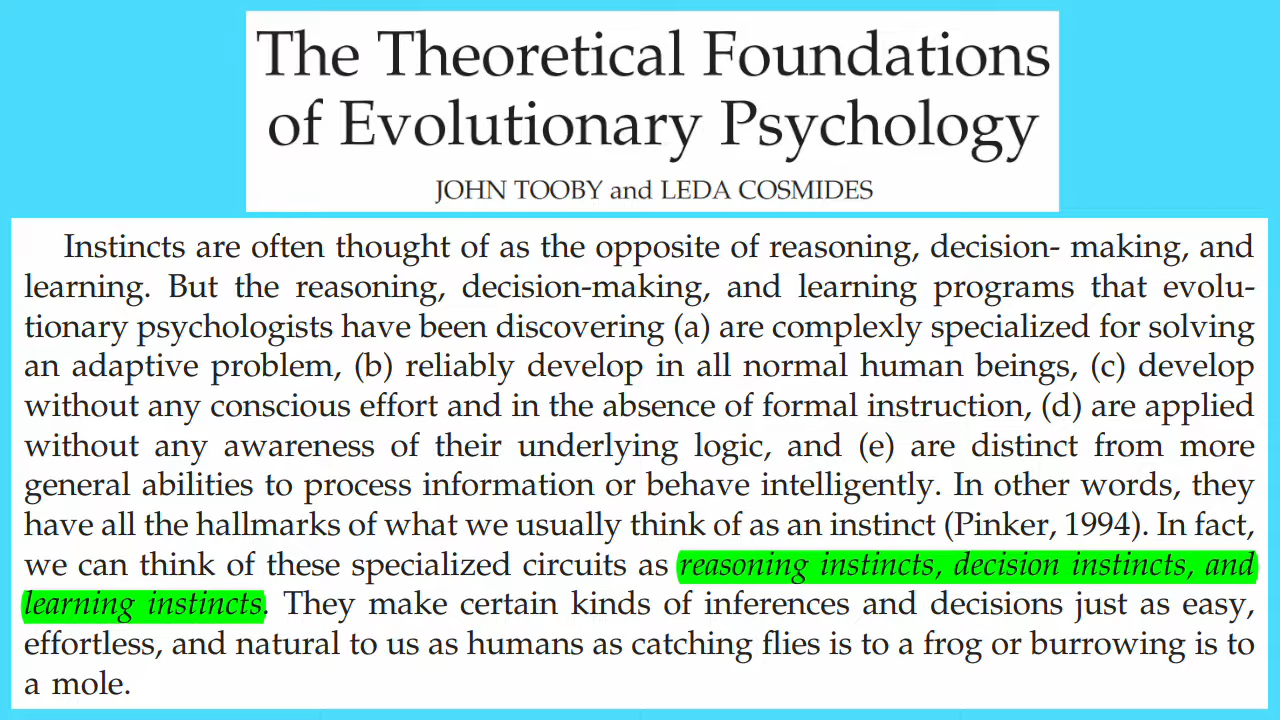 The Theoretical Foundations
of Evolutionary Psychology
JOHN TOOBY and LEDA COSMIDES
Instincts are often thought of as the opposite of reasoning, decision- making, and
learning. But the reasoning, decision-making, and learning programs that evolu-
tionary psychologists have been discovering (a) are complexly specialized for solving
an adaptive problem, (b) reliably develop in all normal human beings, (c) develop
without any conscious effort and in the absence of formal instruction, (d) are applied
without any awareness of their underlying logic, and (e) are distinct from more
general abilities to process information or behave intelligently. In other words, they
have all the hallmarks of what we usually think of as an instinct (Pinker, 1994). In fact,
we can think of these specialized circuits as reasoning instincts, decision instincts, and
learning instincts. They make certain kinds of inferences and decisions just as easy,
effortless, and natural to us as humans as catching flies is to a frog or burrowing is to
a mole.